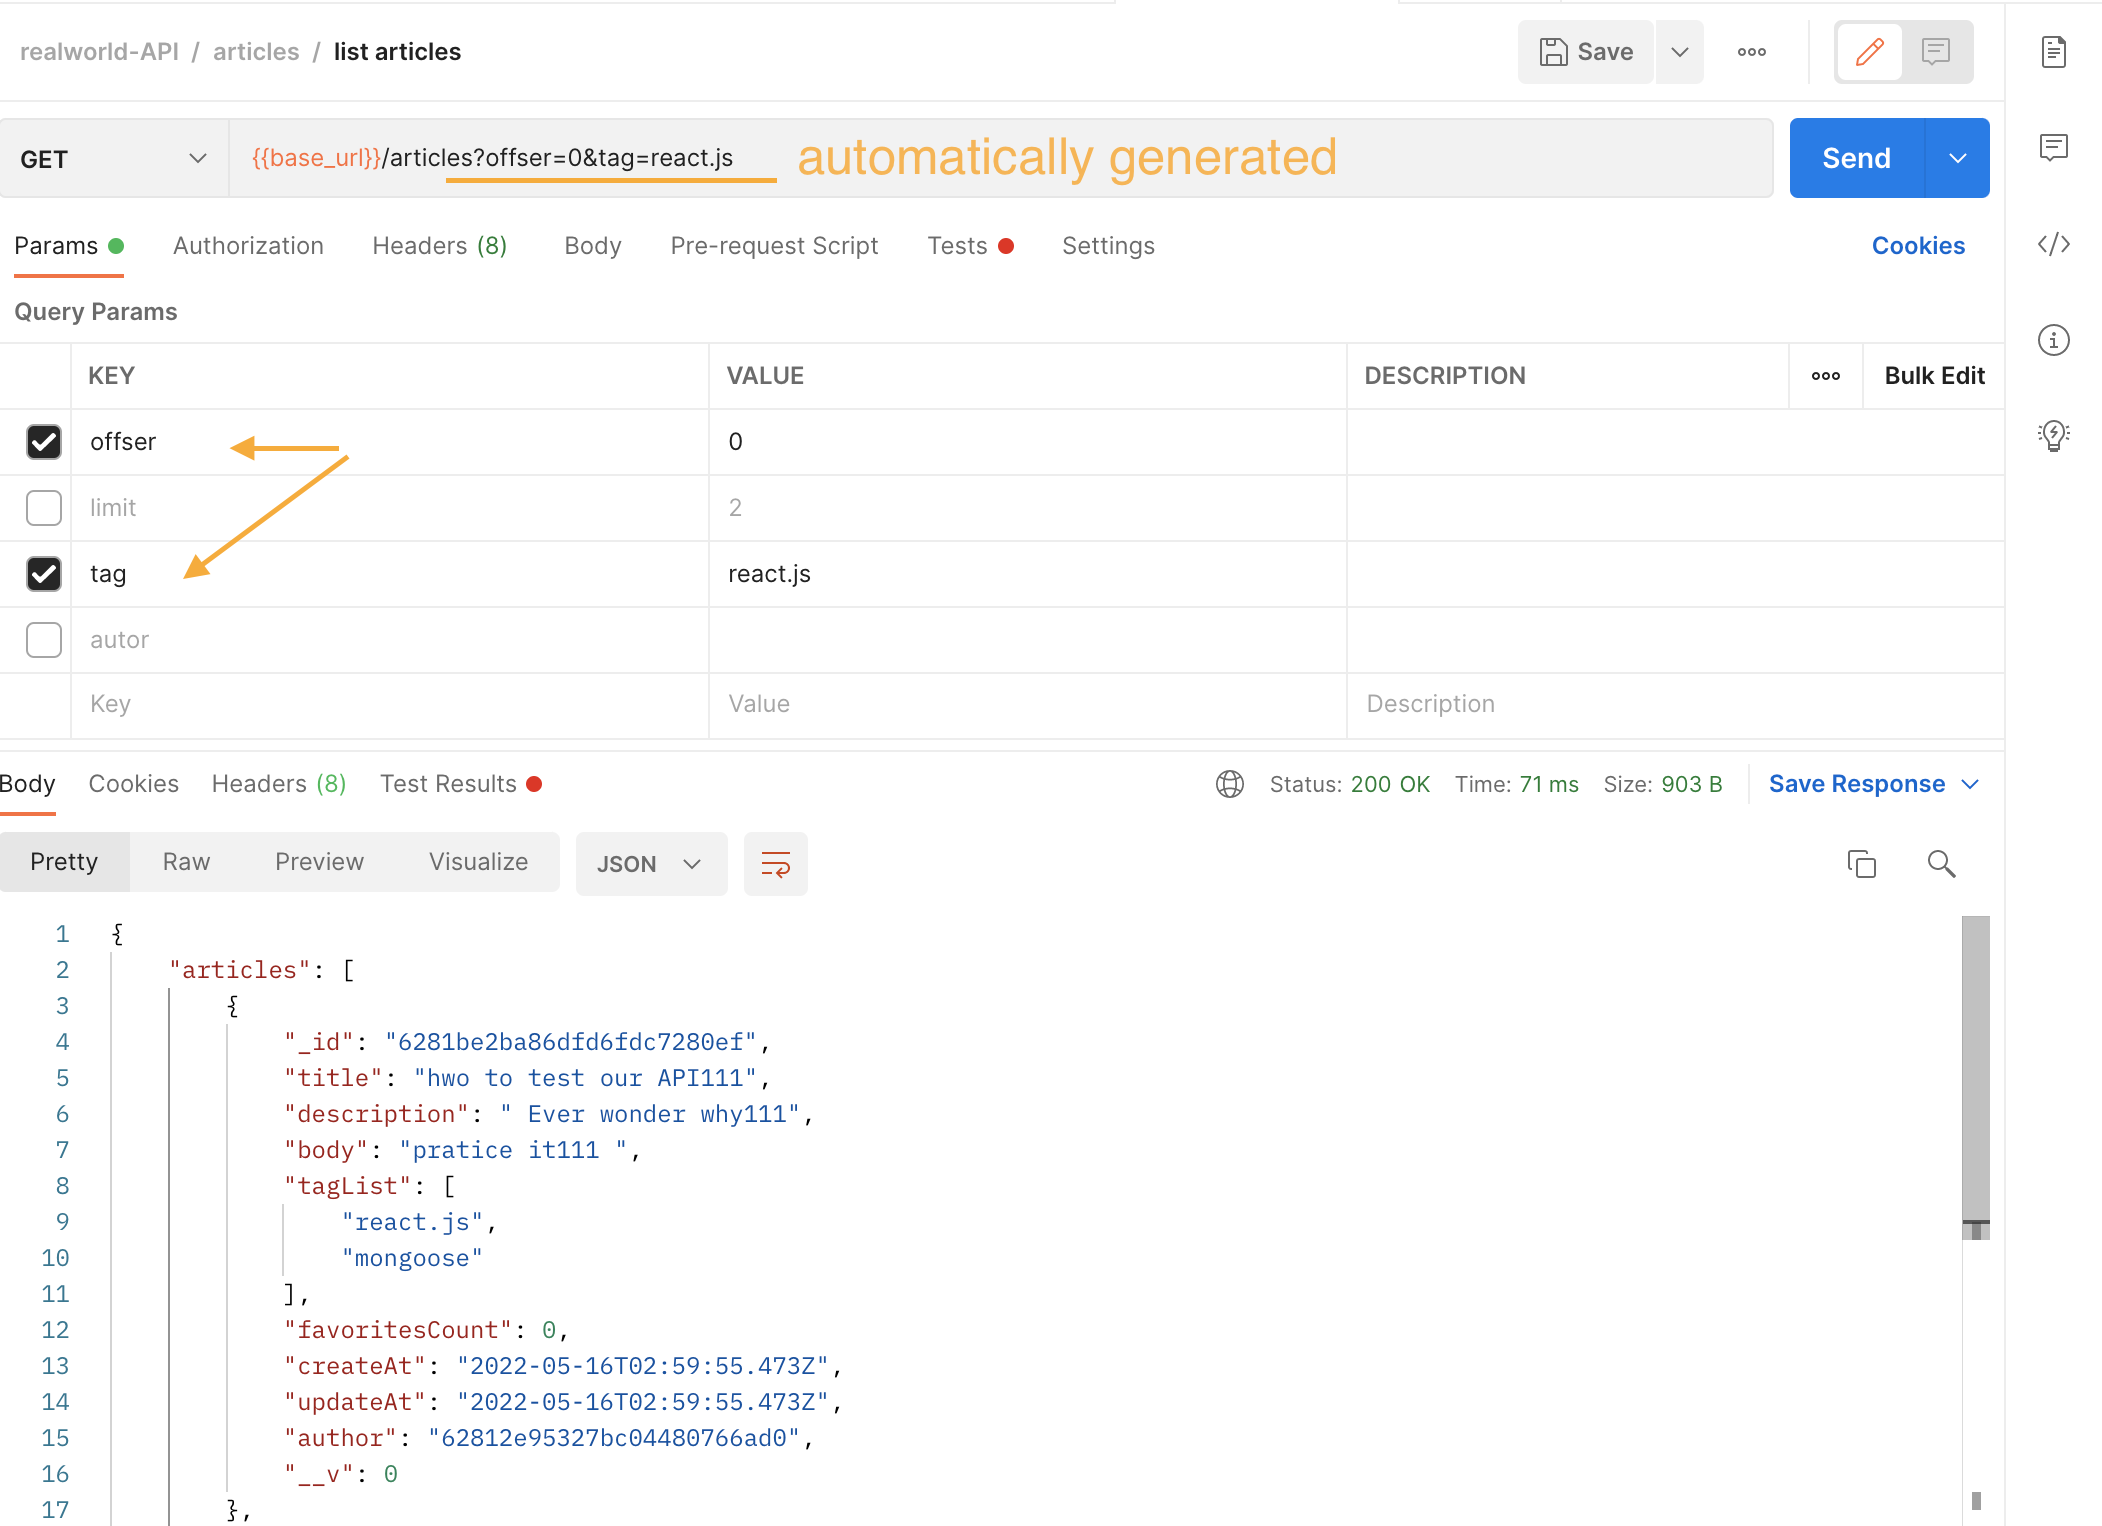 realworld-API / articles / list articles
Save
GET
{{base_url}}/articles?offser=0&tag=react.js
automatically generated
Send
Params
Authorization
Headers (8)
Body
Pre-request Script
Tests
Settings
Cookies
Query Params
KEY VALUE DESCRIPTION Bulk Edit
offser 0
limit 2
tag react.js
autor
Key Value Description
Body Cookies Headers (8) Test Results
Status: 200 OK Time: 71 ms Size: 903 B Save Response
Pretty Raw Preview Visualize JSON
1 {
2 "articles": [
3 {
4 "_id": "6281be2ba86dfd6fdc7280ef",
5 "title": "hwo to test our API111",
6 "description": " Ever wonder why111",
7 "body": "pratice it111 ",
8 "tagList": [
9 "react.js",
10 "mongoose"
11 ],
12 "favoritesCount": 0,
13 "createAt": "2022-05-16T02:59:55.473Z",
14 "updateAt": "2022-05-16T02:59:55.473Z",
15 "author": "62812e95327bc04480766ad0",
16 "__v": 0
17 },